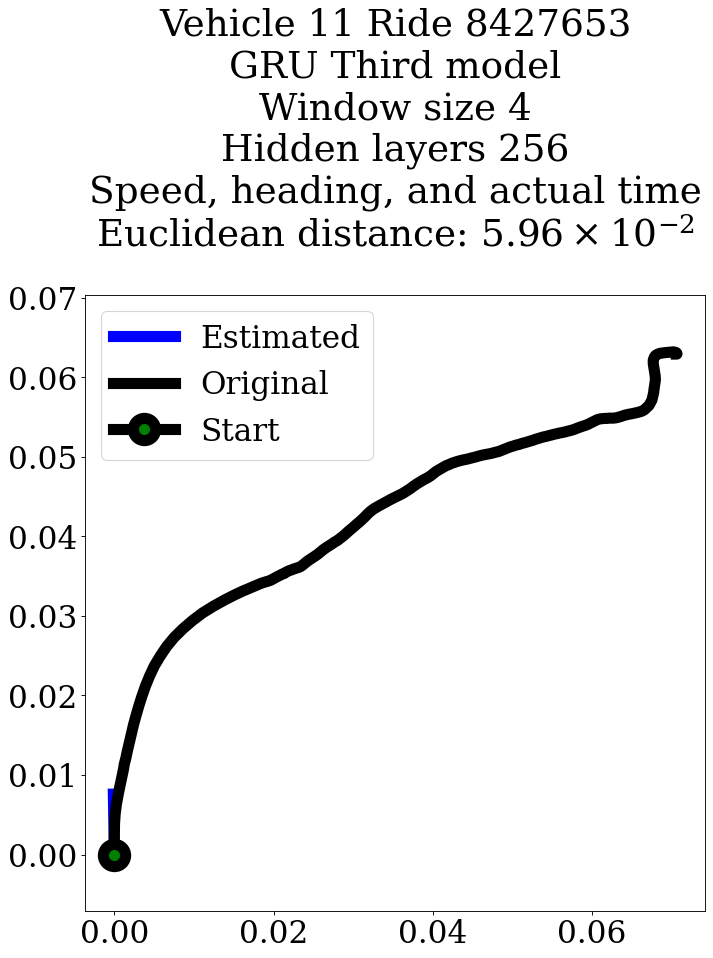 Vehicle 11 Ride 8427653
GRU Third model
Window size 4
Hidden layers 256
Speed, heading, and actual time
Euclidean distance: 5.96 × 10⁻²
0.07
Estimated
Original
Start
0.06
0.05
0.04
0.03
0.02
0.01
0.00
0.00 0.02 0.04 0.06